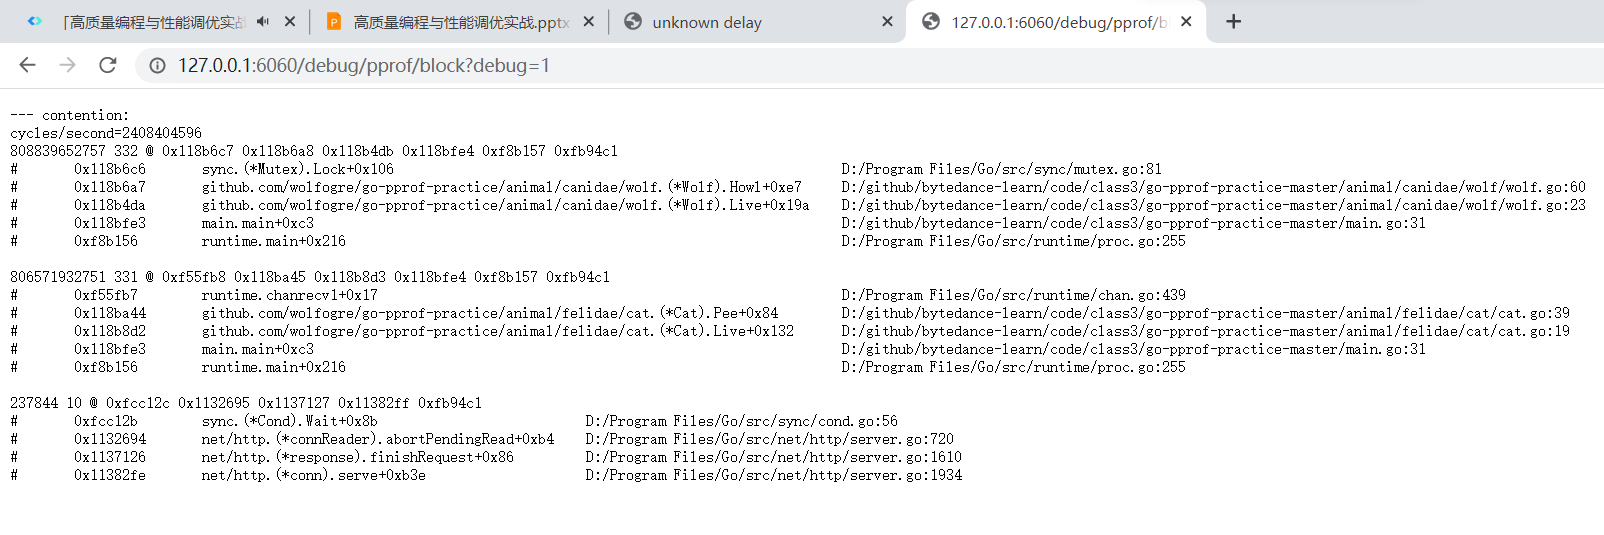 「高质量编程与性能调优实战
高质量编程与性能调优实战.pptx
unknown delay
127.0.0.1:6060/debug/pprof/bl
127.0.0.1:6060/debug/pprof/block?debug=1
--- contention:
cycles/second=2408404596
808839652757 332 @ 0x118b6c7 0x118b6a8 0x118b4db 0x118bfe4 0xf8b157 0xfb94c1
# 0x118b6c6 sync.(*Mutex).Lock+0x106 D:/Program Files/Go/src/sync/mutex.go:81
# 0x118b6a7 github.com/wolfogre/go-pprof-practice/animal/canidae/wolf.(*Wolf).Howl+0xe7 D:/github/bytedance-learn/code/class3/go-pprof-practice-master/animal/canidae/wolf/wolf.go:60
# 0x118b4da github.com/wolfogre/go-pprof-practice/animal/canidae/wolf.(*Wolf).Live+0x19a D:/github/bytedance-learn/code/class3/go-pprof-practice-master/animal/canidae/wolf/wolf.go:23
# 0x118bfe3 main.main+0xc3 D:/github/bytedance-learn/code/class3/go-pprof-practice-master/main.go:31
# 0xf8b156 runtime.main+0x216 D:/Program Files/Go/src/runtime/proc.go:255
806571932751 331 @ 0xf55fb8 0x118ba45 0x118b8d3 0x118bfe4 0xf8b157 0xfb94c1
# 0xf55fb7 runtime.chanrecv1+0x17 D:/Program Files/Go/src/runtime/chan.go:439
# 0x118ba44 github.com/wolfogre/go-pprof-practice/animal/felidae/cat.(*Cat).Pee+0x84 D:/github/bytedance-learn/code/class3/go-pprof-practice-master/animal/felidae/cat/cat.go:39
# 0x118b8d2 github.com/wolfogre/go-pprof-practice/animal/felidae/cat.(*Cat).Live+0x132 D:/github/bytedance-learn/code/class3/go-pprof-practice-master/animal/felidae/cat/cat.go:19
# 0x118bfe3 main.main+0xc3 D:/github/bytedance-learn/code/class3/go-pprof-practice-master/main.go:31
# 0xf8b156 runtime.main+0x216 D:/Program Files/Go/src/runtime/proc.go:255
237844 10 @ 0xfcc12c 0x1132695 0x1137127 0x11382ff 0xfb94c1
# 0xfcc12b sync.(*Cond).Wait+0x8b D:/Program Files/Go/src/sync/cond.go:56
# 0x1132694 net/http.(*connReader).abortPendingRead+0xb4 D:/Program Files/Go/src/net/http/server.go:720
# 0x1137126 net/http.(*response).finishRequest+0x86 D:/Program Files/Go/src/net/http/server.go:1610
# 0x11382fe net/http.(*conn).serve+0xb3e D:/Program Files/Go/src/net/http/server.go:1934